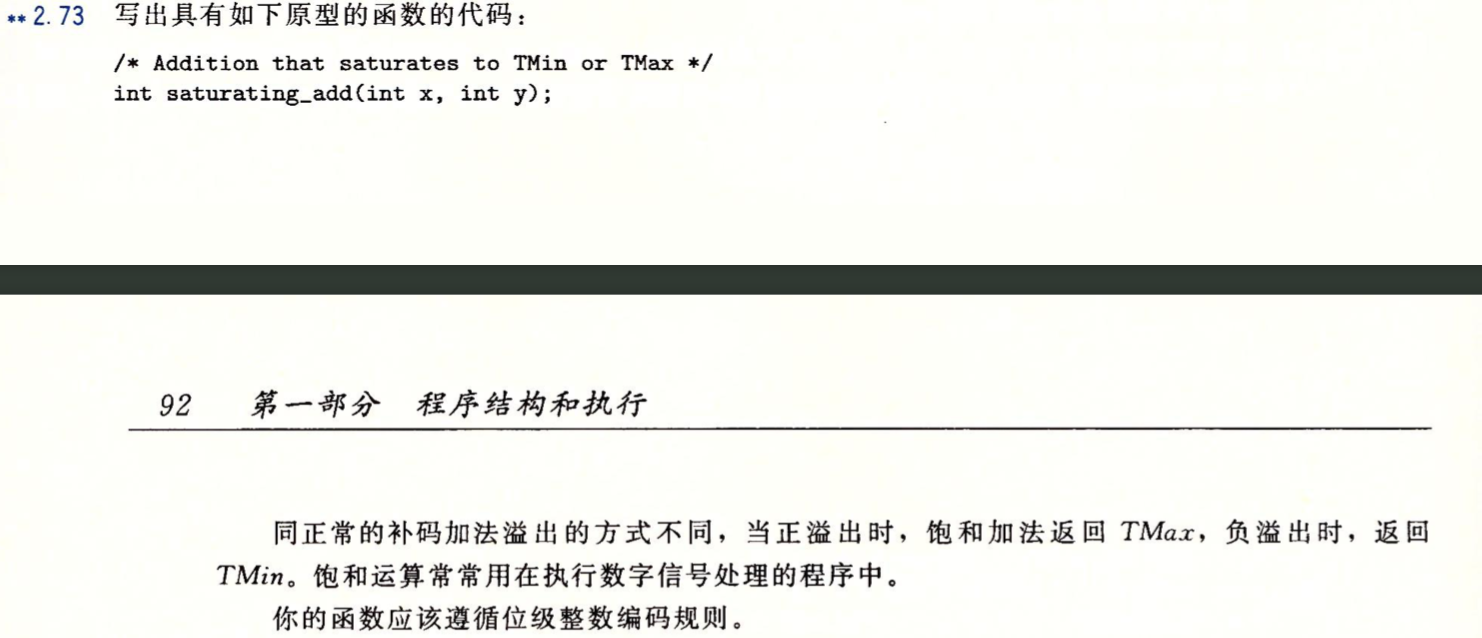 ** 2.73 写出具有如下原型的函数的代码：
/* Addition that saturates to TMin or TMax */
int saturating_add(int x, int y);
92 第一部分 程序结构和执行
同正常的补码加法溢出的方式不同，当正溢出时，饱和加法返回 TMax，负溢出时，返回
TMin。饱和运算常常用在执行数字信号处理的程序中。
你的函数应该遵循位级整数编码规则。